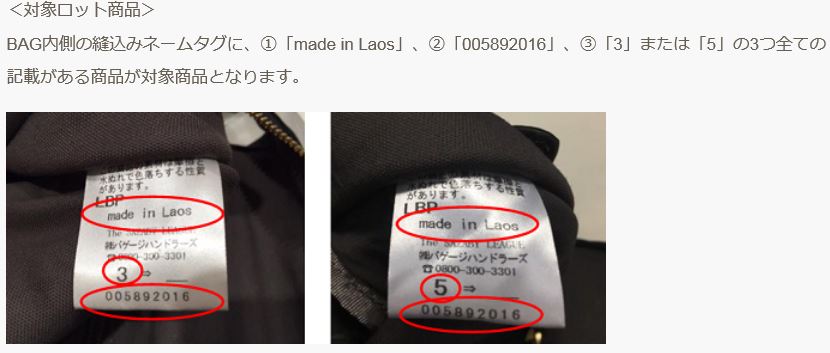 ＜対象ロット商品＞
BAG内側の縫込みネームタグに、①「made in Laos」、②「005892016」、③「3」または「5」の3つ全ての
記載がある商品が対象商品となります。
水ぬれで色落ちする性質
があります。
LBP
made in Laos
The SAZABY LEAGUE
㈱バゲージハンドラーズ
☎0800-300-3301
3 ⇒
005892016
水ぬれで色落ちする性質
があります。
LBP
made in Laos
The SAZABY LEAGUE
㈱バゲージハンドラーズ
☎0800-300-3301
5 ⇒
005892016